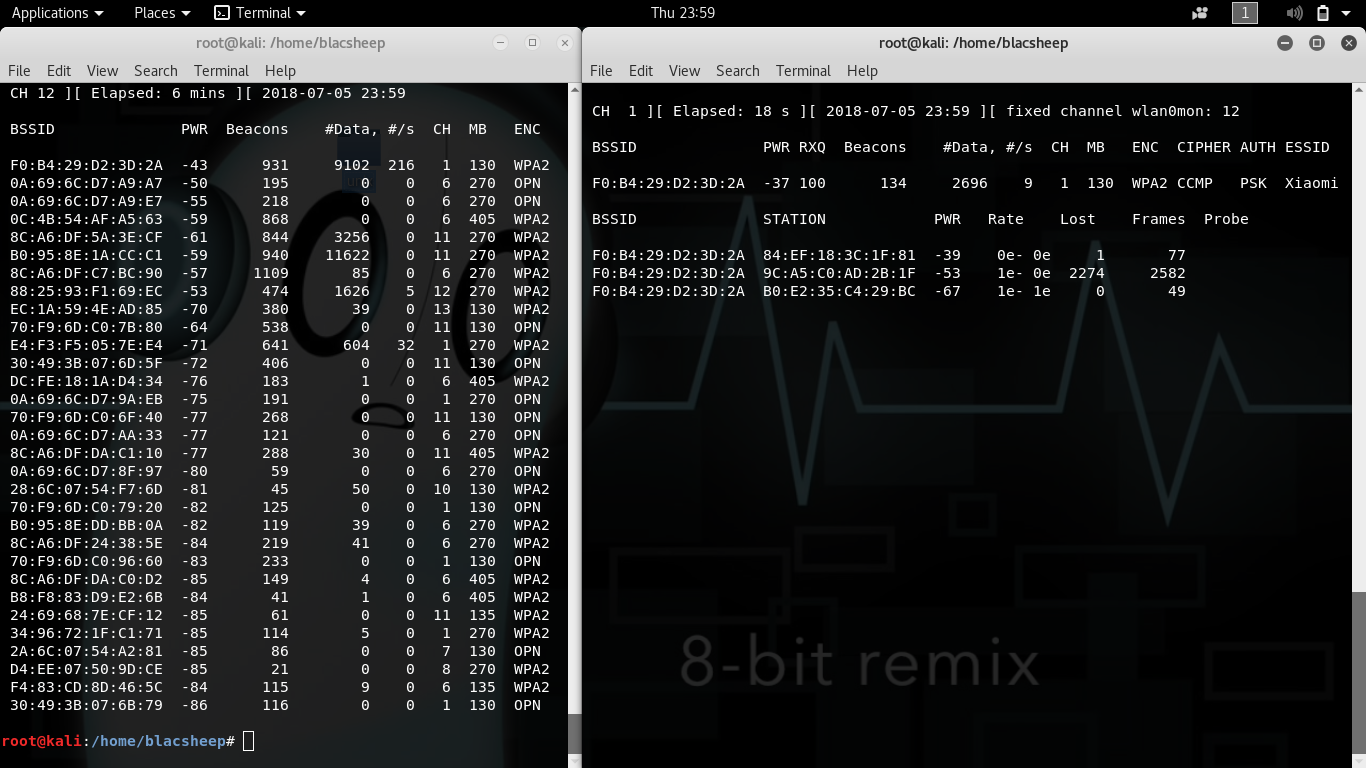 Applications Places Terminal Thu 23:59 1
root@kali: /home/blacsheep
File Edit View Search Terminal Help
CH 12 ][ Elapsed: 6 mins ][ 2018-07-05 23:59
BSSID PWR Beacons #Data, #/s CH MB ENC
F0:B4:29:D2:3D:2A -43 931 9102 216 1 130 WPA2
0A:69:6C:D7:A9:A7 -50 195 0 0 6 270 OPN
0A:69:6C:D7:A9:E7 -55 218 0 0 6 270 OPN
0C:4B:54:AF:A5:63 -59 868 0 0 6 405 WPA2
8C:A6:DF:5A:3E:CF -61 844 3256 0 11 270 WPA2
B0:95:8E:1A:CC:C1 -59 940 11622 0 11 270 WPA2
8C:A6:DF:C7:BC:90 -57 1109 85 0 6 270 WPA2
88:25:93:F1:69:EC -53 474 1626 5 12 270 WPA2
EC:1A:59:4E:AD:85 -70 380 39 0 13 130 WPA2
70:F9:6D:C0:7B:80 -64 538 0 0 11 130 OPN
E4:F3:F5:05:7E:E4 -71 641 604 32 1 270 WPA2
30:49:3B:07:6D:5F -72 406 0 0 11 130 OPN
DC:FE:18:1A:D4:34 -76 183 1 0 6 405 WPA2
0A:69:6C:D7:9A:EB -75 191 0 0 1 270 OPN
70:F9:6D:C0:6F:40 -77 268 0 0 11 130 OPN
0A:69:6C:D7:AA:33 -77 121 0 0 6 270 OPN
8C:A6:DF:DA:C1:10 -77 288 30 0 11 405 WPA2
0A:69:6C:D7:8F:97 -80 59 0 0 6 270 OPN
28:6C:07:54:F7:6D -81 45 50 0 10 130 WPA2
70:F9:6D:C0:79:20 -82 125 0 0 1 130 OPN
B0:95:8E:DD:BB:0A -82 119 39 0 6 270 WPA2
8C:A6:DF:24:38:5E -84 219 41 0 6 270 WPA2
70:F9:6D:C0:96:60 -83 233 0 0 1 130 OPN
8C:A6:DF:DA:C0:D2 -85 149 4 0 6 405 WPA2
B8:F8:83:D9:E2:6B -84 41 1 0 6 405 WPA2
24:69:68:7E:CF:12 -85 61 0 0 11 135 WPA2
34:96:72:1F:C1:71 -85 114 5 0 1 270 WPA2
2A:6C:07:54:A2:81 -85 86 0 0 7 130 OPN
D4:EE:07:50:9D:CE -85 21 0 0 8 270 WPA2
F4:83:CD:8D:46:5C -84 115 9 0 6 135 WPA2
30:49:3B:07:6B:79 -86 116 0 0 1 130 OPN
root@kali:/home/blacsheep#
root@kali: /home/blacsheep
File Edit View Search Terminal Help
CH 1 ][ Elapsed: 18 s ][ 2018-07-05 23:59 ][ fixed channel wlan0mon: 12
BSSID PWR RXQ Beacons #Data, #/s CH MB ENC CIPHER AUTH ESSID
F0:B4:29:D2:3D:2A -37 100 134 2696 9 1 130 WPA2 CCMP PSK Xiaomi
BSSID STATION PWR Rate Lost Frames Probe
F0:B4:29:D2:3D:2A 84:EF:18:3C:1F:81 -39 0e- 0e 1 77
F0:B4:29:D2:3D:2A 9C:A5:C0:AD:2B:1F -53 1e- 0e 2274 2582
F0:B4:29:D2:3D:2A B0:E2:35:C4:29:BC -67 1e- 1e 0 49
8-bit remix